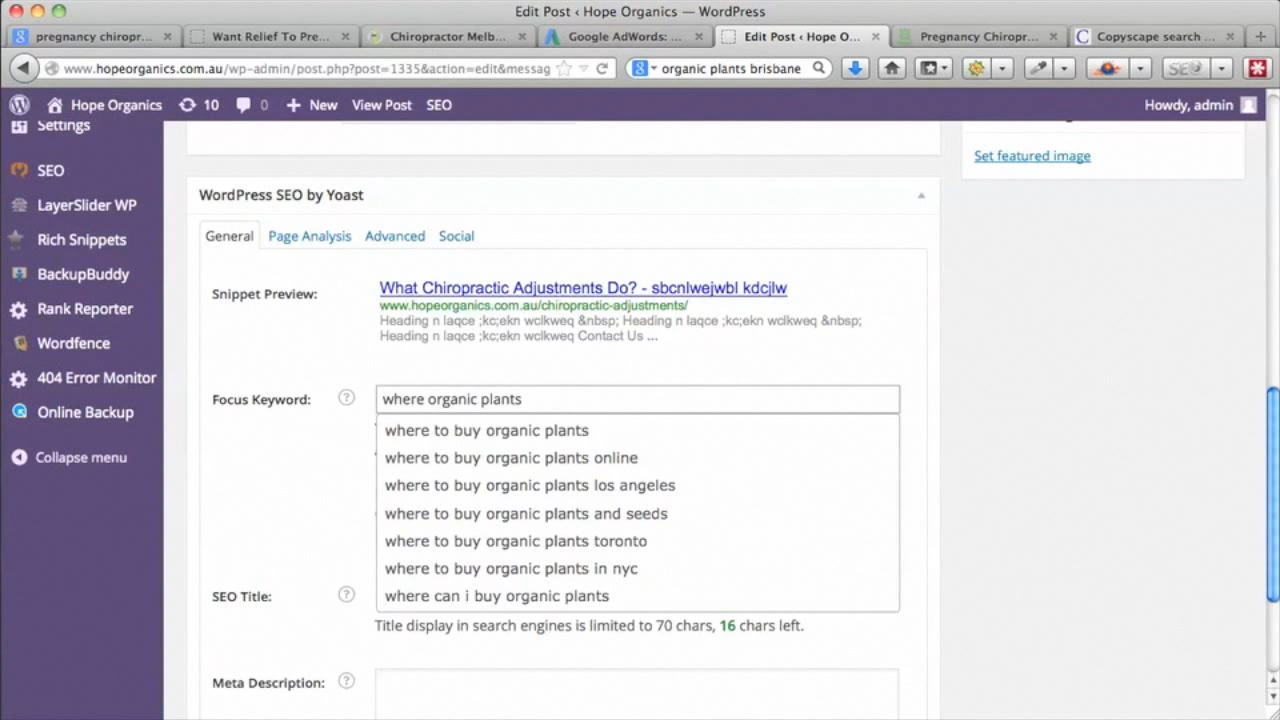 Edit Post ‹ Hope Organics — WordPress
pregnancy chiropr...
Want Relief To Pre...
Chiropractor Melb...
Google AdWords: ...
Edit Post ‹ Hope O...
Pregnancy Chiropr...
Copyscape search ...
www.hopeorganics.com.au/wp-admin/post.php?post=1335&action=edit&messag
organic plants brisbane
SEO
Hope Organics
10
0
New
View Post
SEO
Howdy, admin
Settings
SEO
LayerSlider WP
Rich Snippets
BackupBuddy
Rank Reporter
Wordfence
404 Error Monitor
Online Backup
Collapse menu
Set featured image
WordPress SEO by Yoast
General
Page Analysis
Advanced
Social
Snippet Preview:
What Chiropractic Adjustments Do? - sbcnlwejwbl kdcjlw
www.hopeorganics.com.au/chiropractic-adjustments/
Heading n laqce ;kc;ekn wclkweq &nbsp; Heading n laqce ;kc;ekn wclkweq &nbsp;
Heading n laqce ;kc;ekn wclkweq Contact Us ...
Focus Keyword:
?
where organic plants
where to buy organic plants
where to buy organic plants online
where to buy organic plants los angeles
where to buy organic plants and seeds
where to buy organic plants toronto
where to buy organic plants in nyc
where can i buy organic plants
SEO Title:
?
Title display in search engines is limited to 70 chars, 16 chars left.
Meta Description:
?